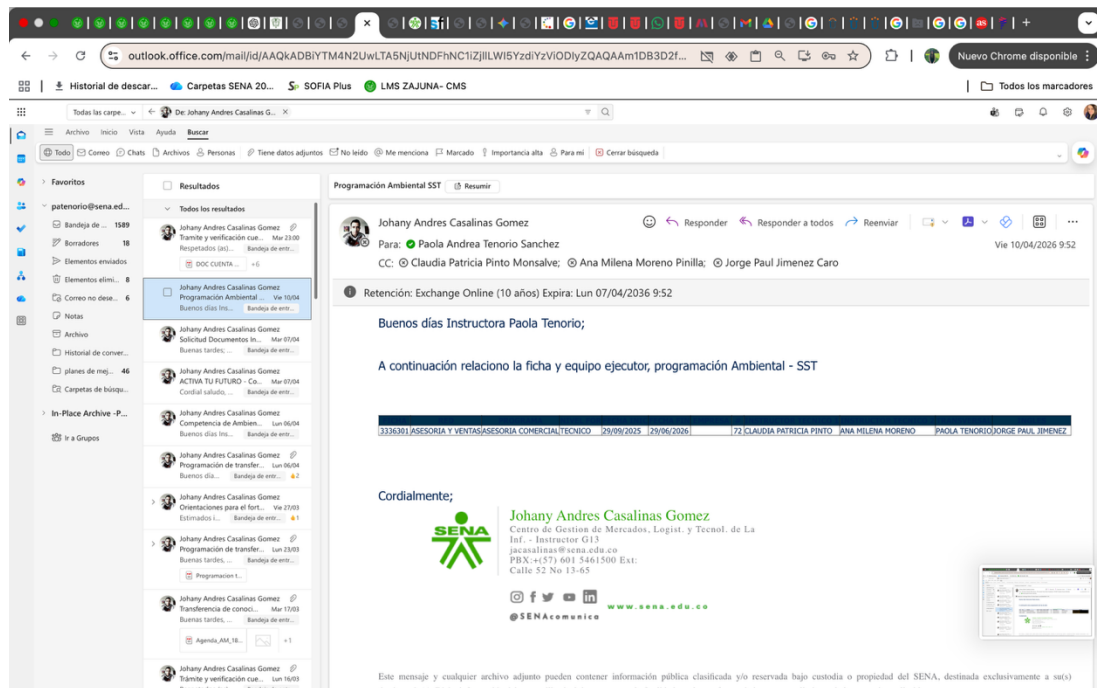 outlook.office.com/mail/id/AAQkADBiYTM4N2UwLTA5NjUtNDFhNC1iZjllLWI5YzdiYzViODIyZQAQAAm1DB3D2f...
Nuevo Chrome disponible
Historial de descar...
Carpetas SENA 20...
SOFIA Plus
LMS ZAJUNA- CMS
Todos los marcadores
Todas las carpe...
De: Johany Andres Casalinas G...
Archivo Inicio Vista Ayuda Buscar
Todo Correo Chats Archivos Personas Tiene datos adjuntos No leído Me menciona Marcado Importancia alta Para mi Cerrar búsqueda
Favoritos
patenorio@sena.ed...
Bandeja de ... 1589
Borradores 18
Elementos enviados
Elementos elimi... 8
Correo no dese... 6
Notas
Archivo
Historial de conver...
planes de mej... 46
Carpetas de búsqu...
In-Place Archive -P...
Ir a Grupos
Resultados
Todos los resultados
Johany Andres Casalinas Gomez
Tramite y verificación cue... Mar 23:00
Respetados (as)... Bandeja de entr...
DOC CUENTA ... +6
Johany Andres Casalinas Gomez
Programación Ambiental ... Vie 10/04
Buenos días Ins... Bandeja de entr...
Johany Andres Casalinas Gomez
Solicitud Documentos In... Mar 07/04
Buenas tardes; ... Bandeja de entr...
Johany Andres Casalinas Gomez
ACTIVA TU FUTURO - Co... Mar 07/04
Cordial saludo, ... Bandeja de entr...
Johany Andres Casalinas Gomez
Competencia de Ambien... Lun 06/04
Buenos días Ins... Bandeja de entr...
Johany Andres Casalinas Gomez
Programación de transfer... Lun 06/04
Buenos día... Bandeja de entr... 2
Johany Andres Casalinas Gomez
Orientaciones para el fort... Vie 27/03
Estimados i... Bandeja de entr... 1
Johany Andres Casalinas Gomez
Programación de transfer... Lun 23/03
Buenas tardes, ... Bandeja de entr...
Programacion t...
Johany Andres Casalinas Gomez
Transferencia de conoci... Mar 17/03
Buenas tardes, ... Bandeja de entr...
Agenda_AM_18... +1
Johany Andres Casalinas Gomez
Trámite y verificación cue... Lun 16/03
Programación Ambiental SST
Resumir
Johany Andres Casalinas Gomez
Responder Responder a todos Reenviar
Para: Paola Andrea Tenorio Sanchez
Vie 10/04/2026 9:52
CC: Claudia Patricia Pinto Monsalve; Ana Milena Moreno Pinilla; Jorge Paul Jimenez Caro
Retención: Exchange Online (10 años) Expira: Lun 07/04/2036 9:52
Buenos días Instructora Paola Tenorio;
A continuación relaciono la ficha y equipo ejecutor, programación Ambiental - SST
3336301 ASESORIA Y VENTAS ASESORIA COMERCIAL TECNICO 29/09/2025 29/06/2026 72 CLAUDIA PATRICIA PINTO ANA MILENA MORENO PAOLA TENORIO JORGE PAUL JIMENEZ
Cordialmente;
SENA
Johany Andres Casalinas Gomez
Centro de Gestion de Mercados, Logist. y Tecnol. de La
Inf. - Instructor G13
jacasalinas@sena.edu.co
PBX:+(57) 601 5461500 Ext:
Calle 52 No 13-65
@SENAcomunica
www.sena.edu.co
Este mensaje y cualquier archivo adjunto pueden contener información pública clasificada y/o reservada bajo custodia o propiedad del SENA, destinada exclusivamente a su(s)